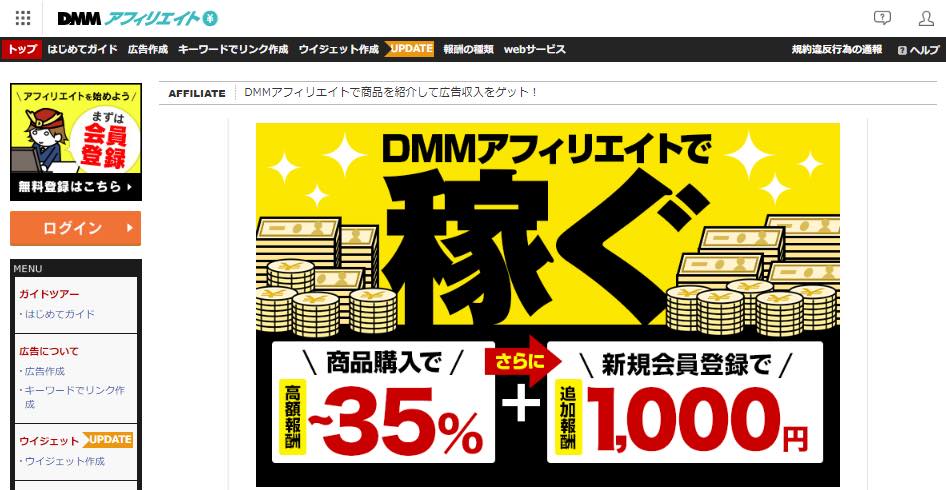 DMM アフィリエイト ¥
トップ はじめてガイド 広告作成 キーワードでリンク作成 ウイジェット作成 UPDATE 報酬の種類 webサービス 規約違反行為の通報 ? ヘルプ
\ アフィリエイトを始めよう /
まずは
会員
登録
無料登録はこちら
ログイン
MENU
ガイドツアー
・はじめてガイド
広告について
・広告作成
・キーワードでリンク作
成
ウイジェット UPDATE
・ウイジェット作成
AFFILIATE DMMアフィリエイトで商品を紹介して広告収入をゲット!
DMMアフィリエイトで
稼ぐ
\ 商品購入で /
高額報酬
~35%
さらに
+
\ 新規会員登録で /
追加報酬
1,000円